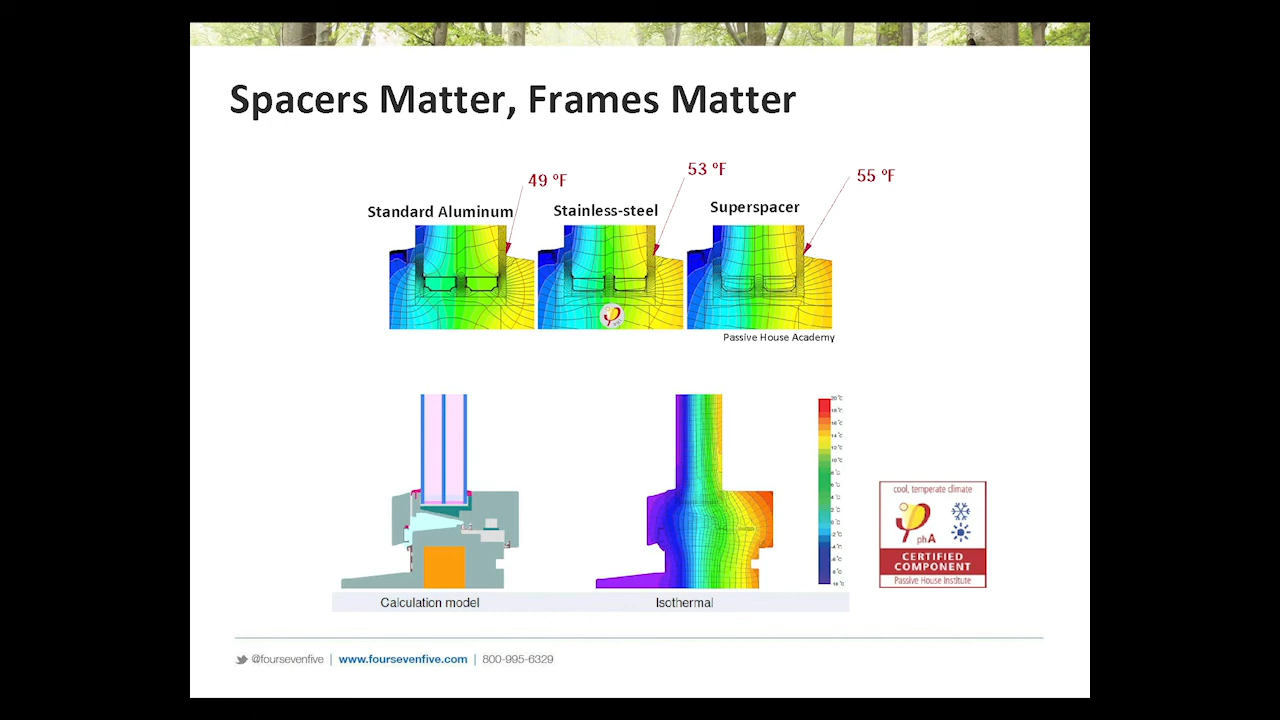 Spacers Matter, Frames Matter
49 °F
53 °F
55 °F
Standard Aluminum
Stainless-steel
Superspacer
Passive House Academy
cool, temperate climate
phA
CERTIFIED
COMPONENT
Passive House Institute
Calculation model
Isothermal
@foursevenfive | www.foursevenfive.com | 800-995-6329